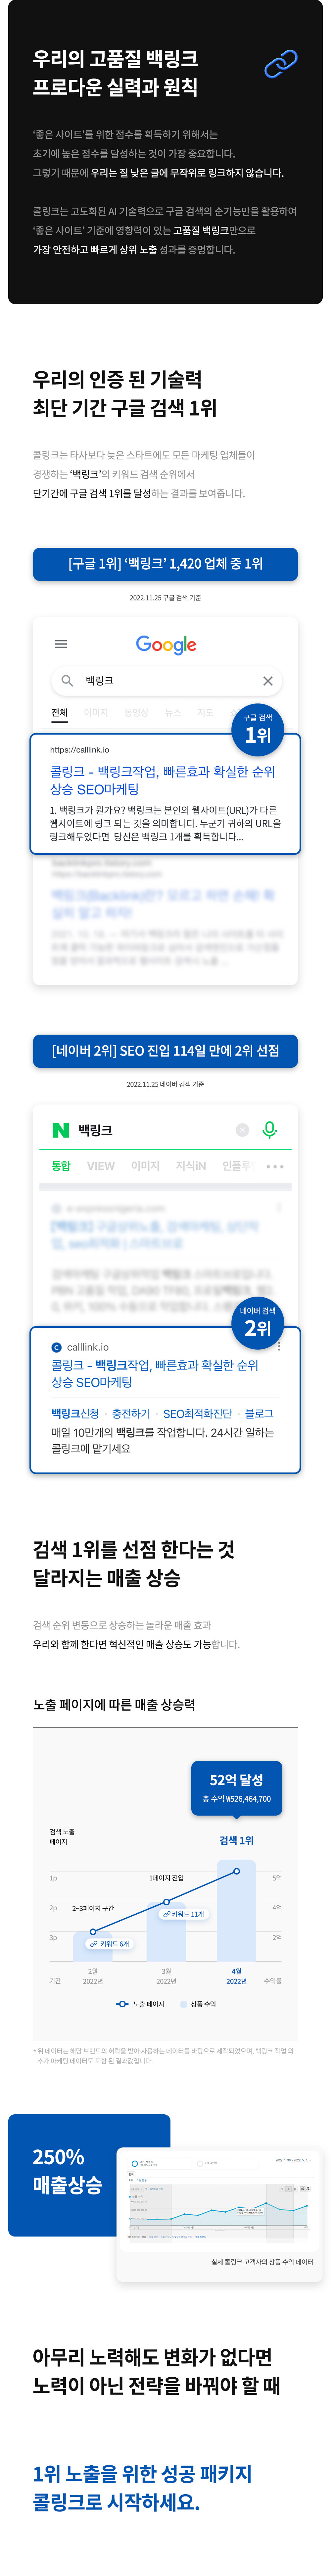 우리의 고품질 백링크
프로다운 실력과 원칙
‘좋은 사이트’를 위한 점수를 획득하기 위해서는
초기에 높은 점수를 달성하는 것이 가장 중요합니다.
그렇기 때문에 우리는 질 낮은 글에 무작위로 링크하지 않습니다.
콜링크는 고도화된 AI 기술력으로 구글 검색의 순기능만을 활용하여
‘좋은 사이트’ 기준에 영향력이 있는 고품질 백링크만으로
가장 안전하고 빠르게 상위 노출 성과를 증명합니다.
우리의 인증 된 기술력
최단 기간 구글 검색 1위
콜링크는 타사보다 늦은 스타트에도 모든 마케팅 업체들이
경쟁하는 ‘백링크’의 키워드 검색 순위에서
단기간에 구글 검색 1위를 달성하는 결과를 보여줍니다.
[구글 1위] ‘백링크’ 1,420 업체 중 1위
2022.11.25 구글 검색 기준
Google
백링크
전체 이미지 동영상 뉴스 지도
구글 검색
1위
https://calllink.io
콜링크 - 백링크작업, 빠른효과 확실한 순위
상승 SEO마케팅
1. 백링크가 뭔가요? 백링크는 본인의 웹사이트(URL)가 다른
웹사이트에 링크 되는 것을 의미합니다. 누군가 귀하의 URL을
링크해두었다면 당신은 백링크 1개를 획득합니다...
[네이버 2위] SEO 진입 114일 만에 2위 선점
2022.11.25 네이버 검색 기준
N 백링크
통합 VIEW 이미지 지식iN 인플루
네이버 검색
2위
calllink.io
콜링크 - 백링크작업, 빠른효과 확실한 순위
상승 SEO마케팅
백링크신청 · 충전하기 · SEO최적화진단 · 블로그
매일 10만개의 백링크를 작업합니다. 24시간 일하는
콜링크에 맡기세요
검색 1위를 선점 한다는 것
달라지는 매출 상승
검색 순위 변동으로 상승하는 놀라운 매출 효과
우리와 함께 한다면 혁신적인 매출 상승도 가능합니다.
노출 페이지에 따른 매출 상승력
52억 달성
총 수익 ₩526,464,700
검색 노출
페이지
검색 1위
1p 1페이지 진입 5억
2p 2~3페이지 구간 키워드 11개 4억
3p 키워드 6개 2억
기간 2월 2022년 3월 2022년 4월 2022년 수익률
노출 페이지 상품 수익
* 위 데이터는 해당 브랜드의 허락을 받아 사용하는 데이터를 바탕으로 제작되었으며, 백링크 작업 외
추가 마케팅 데이터도 포함 된 결과값입니다.
250%
매출상승
실제 콜링크 고객사의 상품 수익 데이터
아무리 노력해도 변화가 없다면
노력이 아닌 전략을 바꿔야 할 때
1위 노출을 위한 성공 패키지
콜링크로 시작하세요.